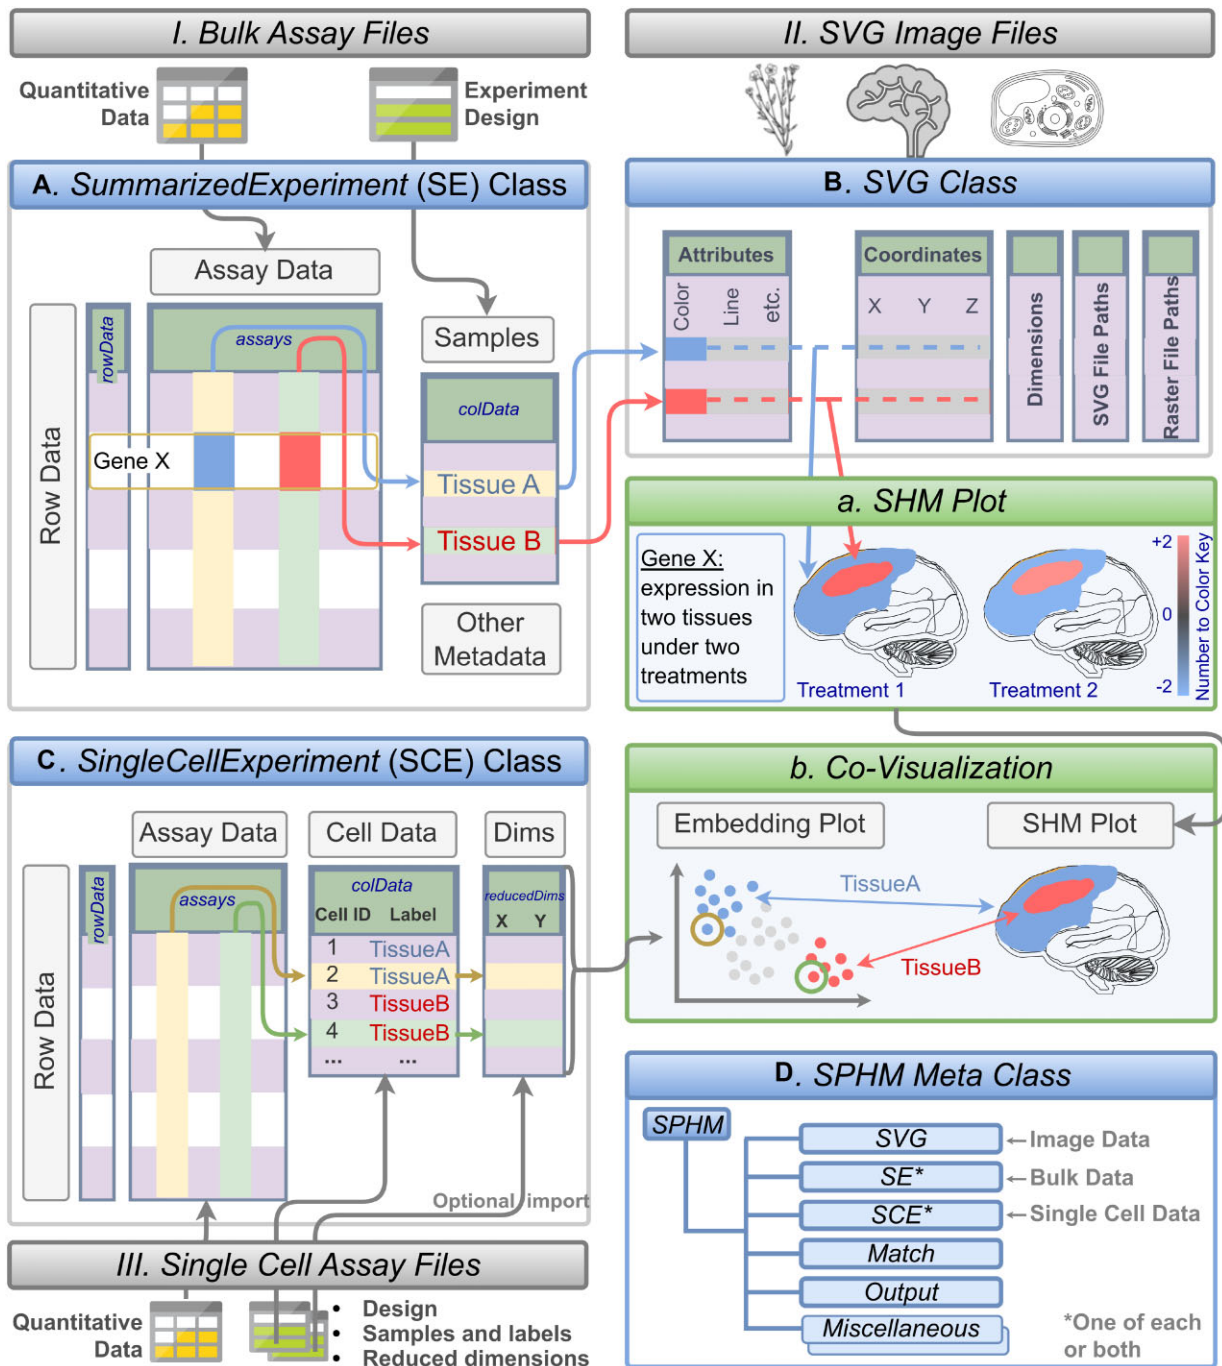 I. Bulk Assay Files
Quantitative
Data
Experiment
Design
A. SummarizedExperiment (SE) Class
Assay Data
Samples
Row Data
rowData
assays
colData
Gene X
Tissue A
Tissue B
Other
Metadata
II. SVG Image Files
B. SVG Class
Attributes
Color
Line
etc.
Coordinates
X Y Z
Dimensions
SVG File Paths
Raster File Paths
a. SHM Plot
Gene X:
expression in
two tissues
under two
treatments
Treatment 1
Treatment 2
+2
0
-2
Number to Color Key
C. SingleCellExperiment (SCE) Class
Assay Data
Cell Data
Dims
Row Data
rowData
assays
colData
Cell ID Label
1 TissueA
2 TissueA
3 TissueB
4 TissueB
... ...
reducedDims
X Y
Optional import
III. Single Cell Assay Files
Quantitative
Data
• Design
• Samples and labels
• Reduced dimensions
b. Co-Visualization
Embedding Plot
SHM Plot
TissueA
TissueB
D. SPHM Meta Class
SPHM
SVG
Image Data
SE*
Bulk Data
SCE*
Single Cell Data
Match
Output
Miscellaneous
*One of each
or both